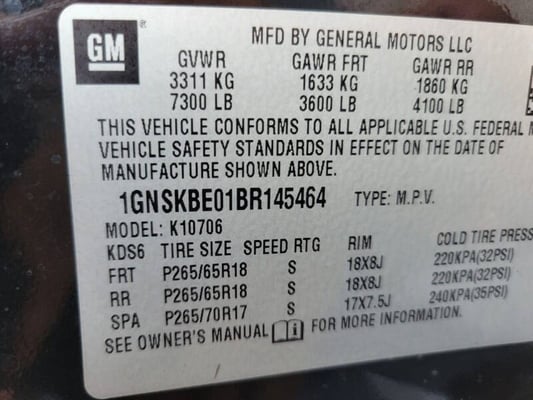 GM
MFD BY GENERAL MOTORS LLC
GVWR GAWR FRT GAWR RR
3311 KG 1633 KG 1860 KG
7300 LB 3600 LB 4100 LB
THIS VEHICLE CONFORMS TO ALL APPLICABLE U.S. FEDERAL
VEHICLE SAFETY STANDARDS IN EFFECT ON THE DATE OF
MANUFACTURE SHOWN ABOVE.
1GNSKBE01BR145464 TYPE: M.P.V.
MODEL: K10706
KDS6 TIRE SIZE SPEED RTG RIM COLD TIRE PRESS
FRT P265/65R18 S 18X8J 220KPA(32PSI)
RR P265/65R18 S 18X8J 220KPA(32PSI)
SPA P265/70R17 S 17X7.5J 240KPA(35PSI)
SEE OWNER'S MANUAL i FOR MORE INFORMATION.